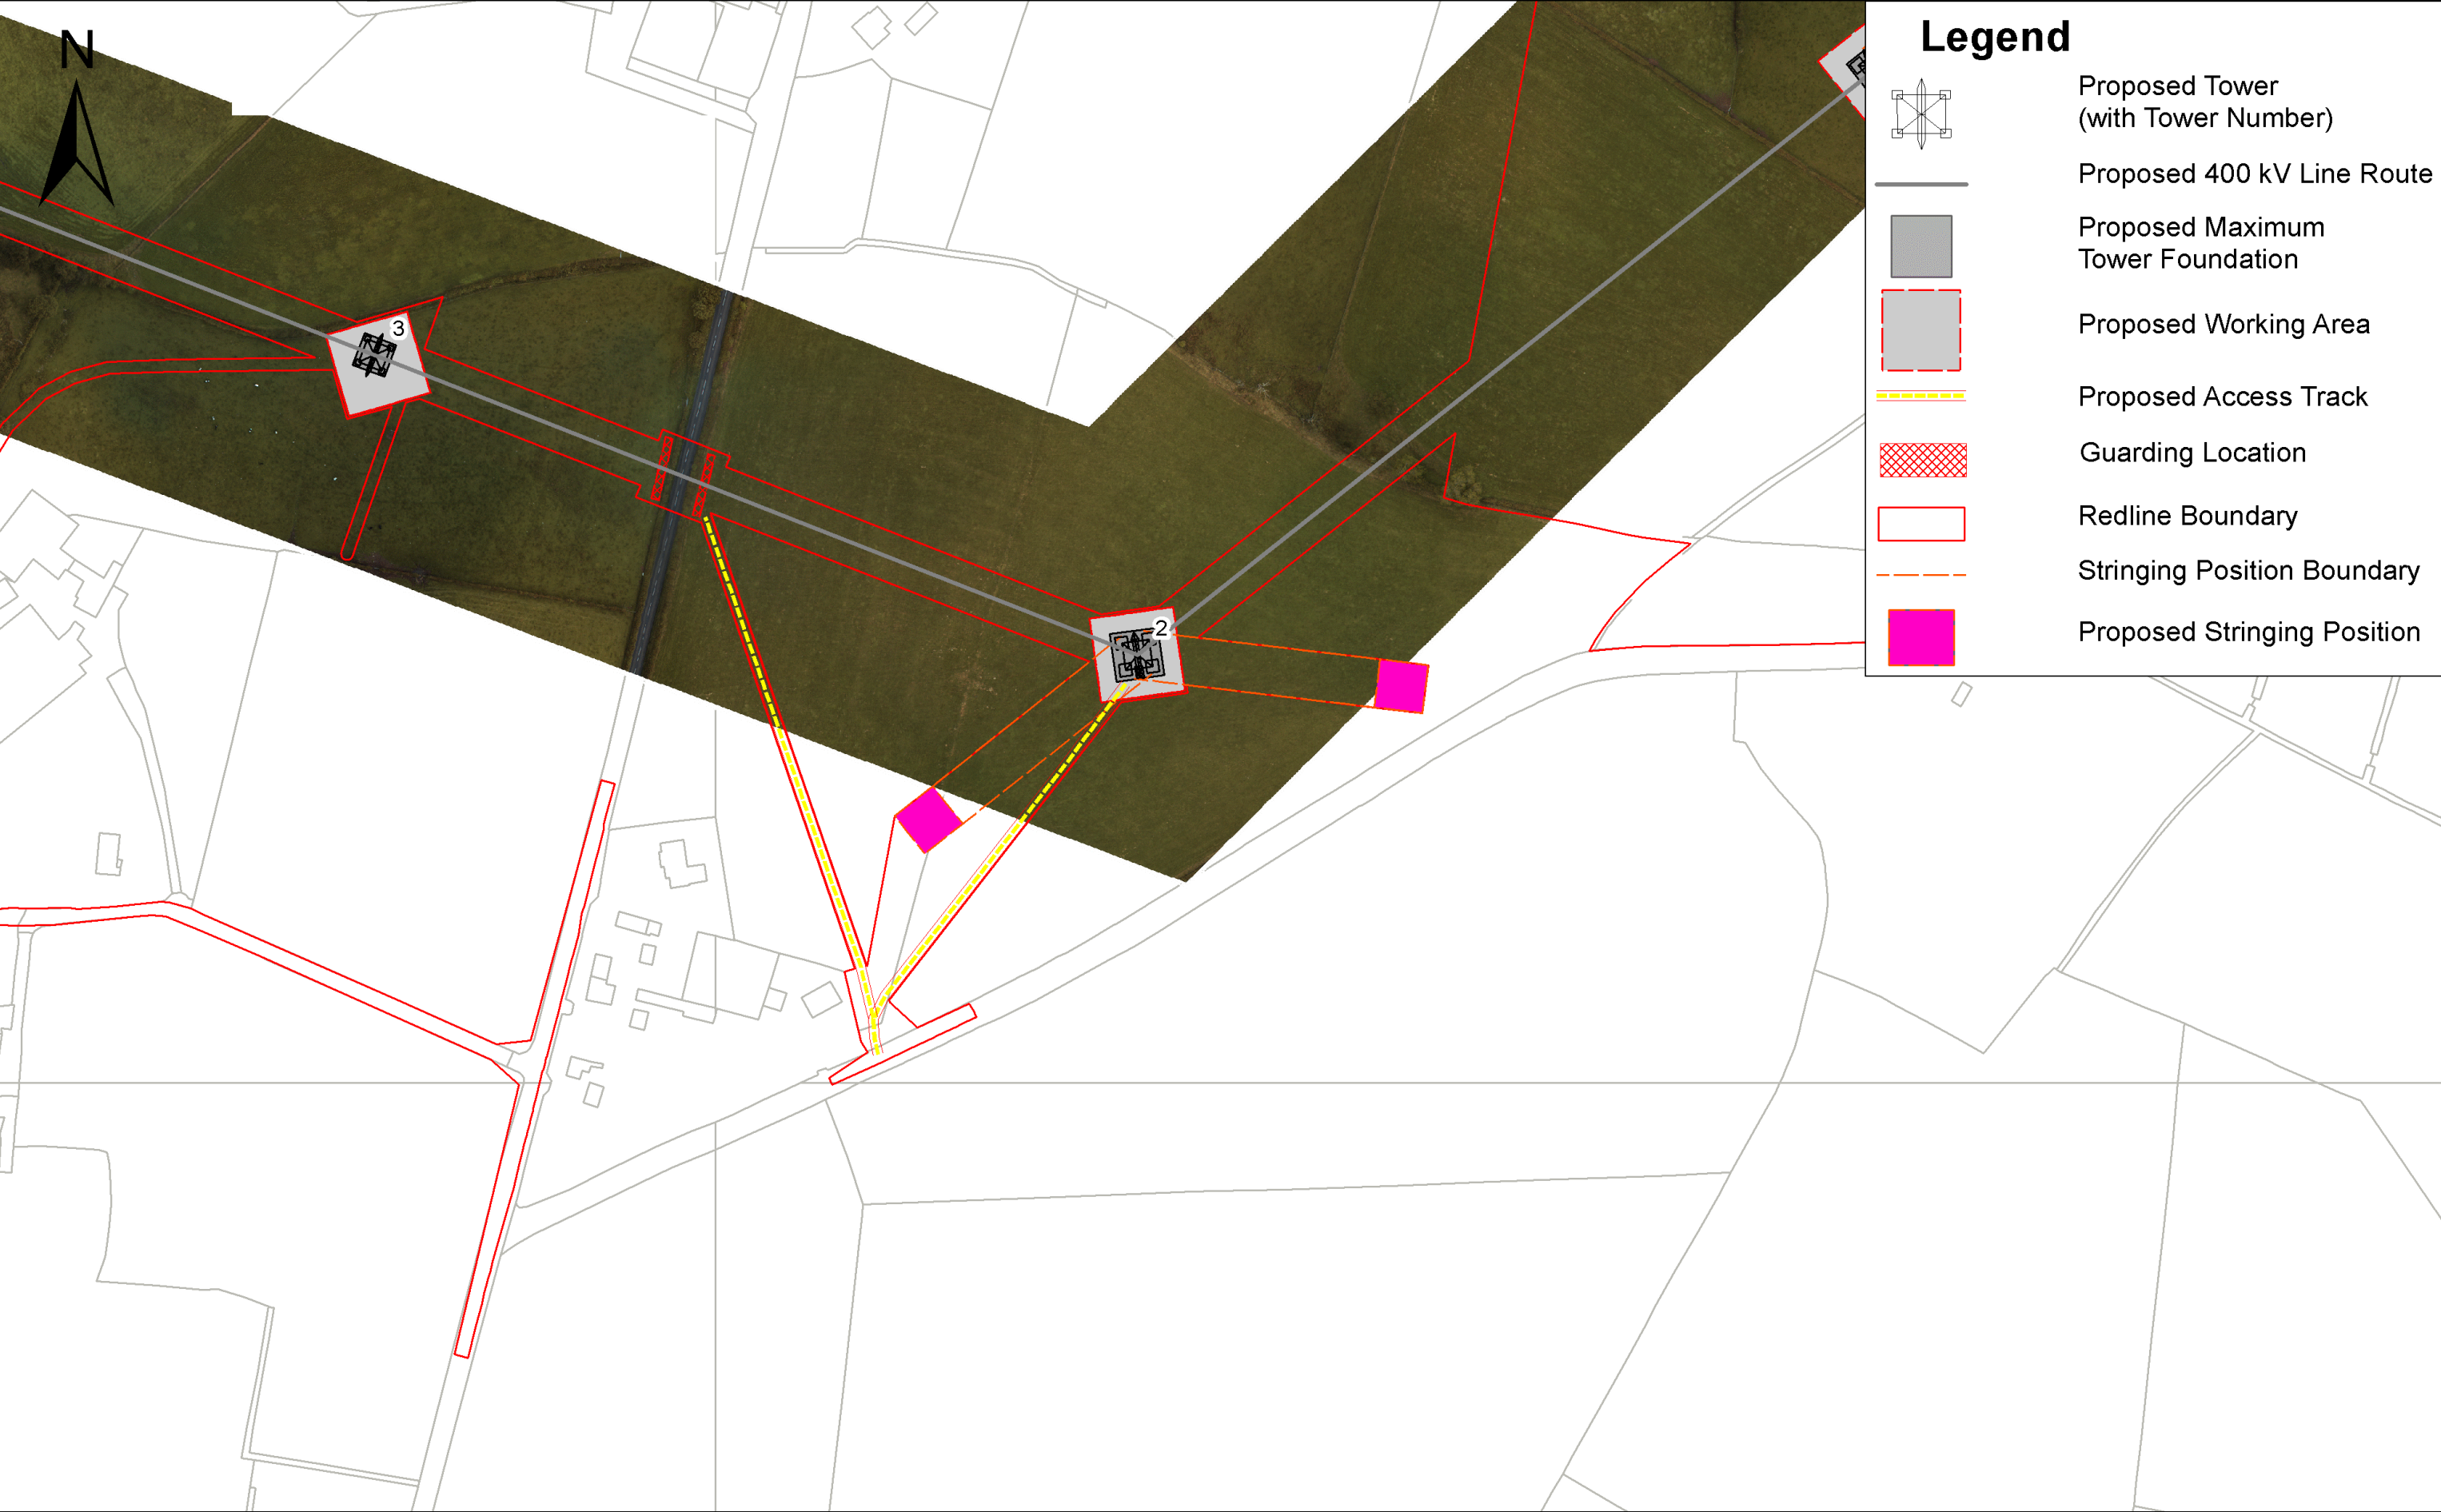 N
3
2
Legend
Proposed Tower
(with Tower Number)
Proposed 400 kV Line Route
Proposed Maximum
Tower Foundation
Proposed Working Area
Proposed Access Track
Guarding Location
Redline Boundary
Stringing Position Boundary
Proposed Stringing Position